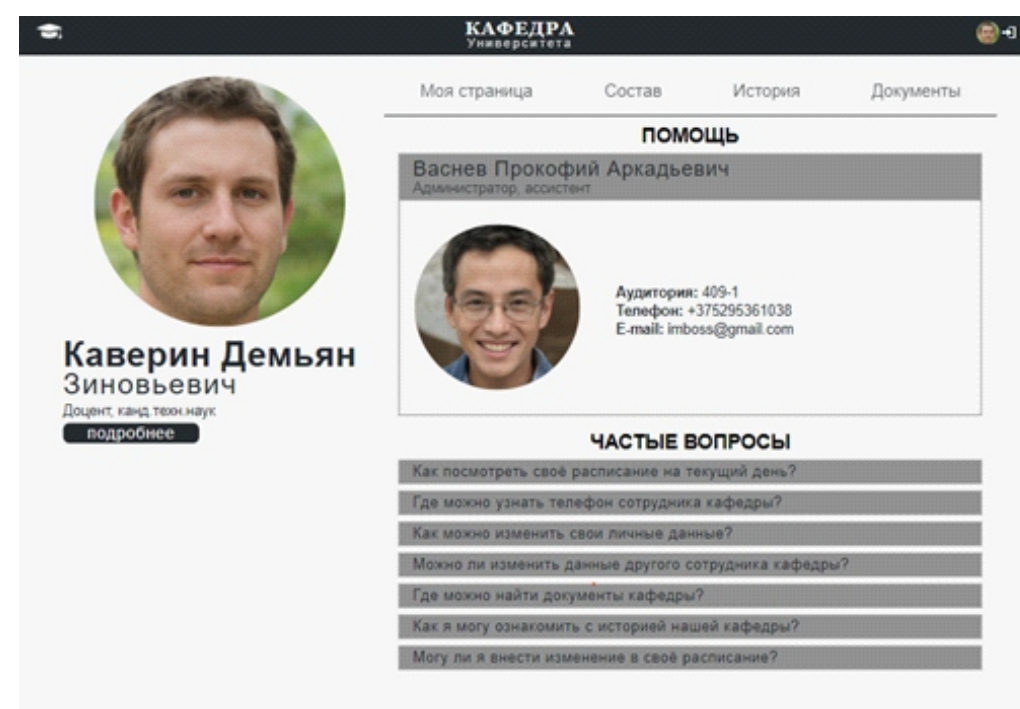 КАФЕДРА
Университета
Моя страница Состав История Документы
Каверин Демьян
Зиновьевич
Доцент, канд.техн.наук
подробнее
ПОМОЩЬ
Васнев Прокофий Аркадьевич
Администратор, ассистент
Аудитория: 409-1
Телефон: +375295361038
E-mail: imboss@gmail.com
ЧАСТЫЕ ВОПРОСЫ
Как посмотреть своё расписание на текущий день?
Где можно узнать телефон сотрудника кафедры?
Как можно изменить свои личные данные?
Можно ли изменить данные другого сотрудника кафедры?
Где можно найти документы кафедры?
Как я могу ознакомить с историей нашей кафедры?
Могу ли я внести изменение в своё расписание?